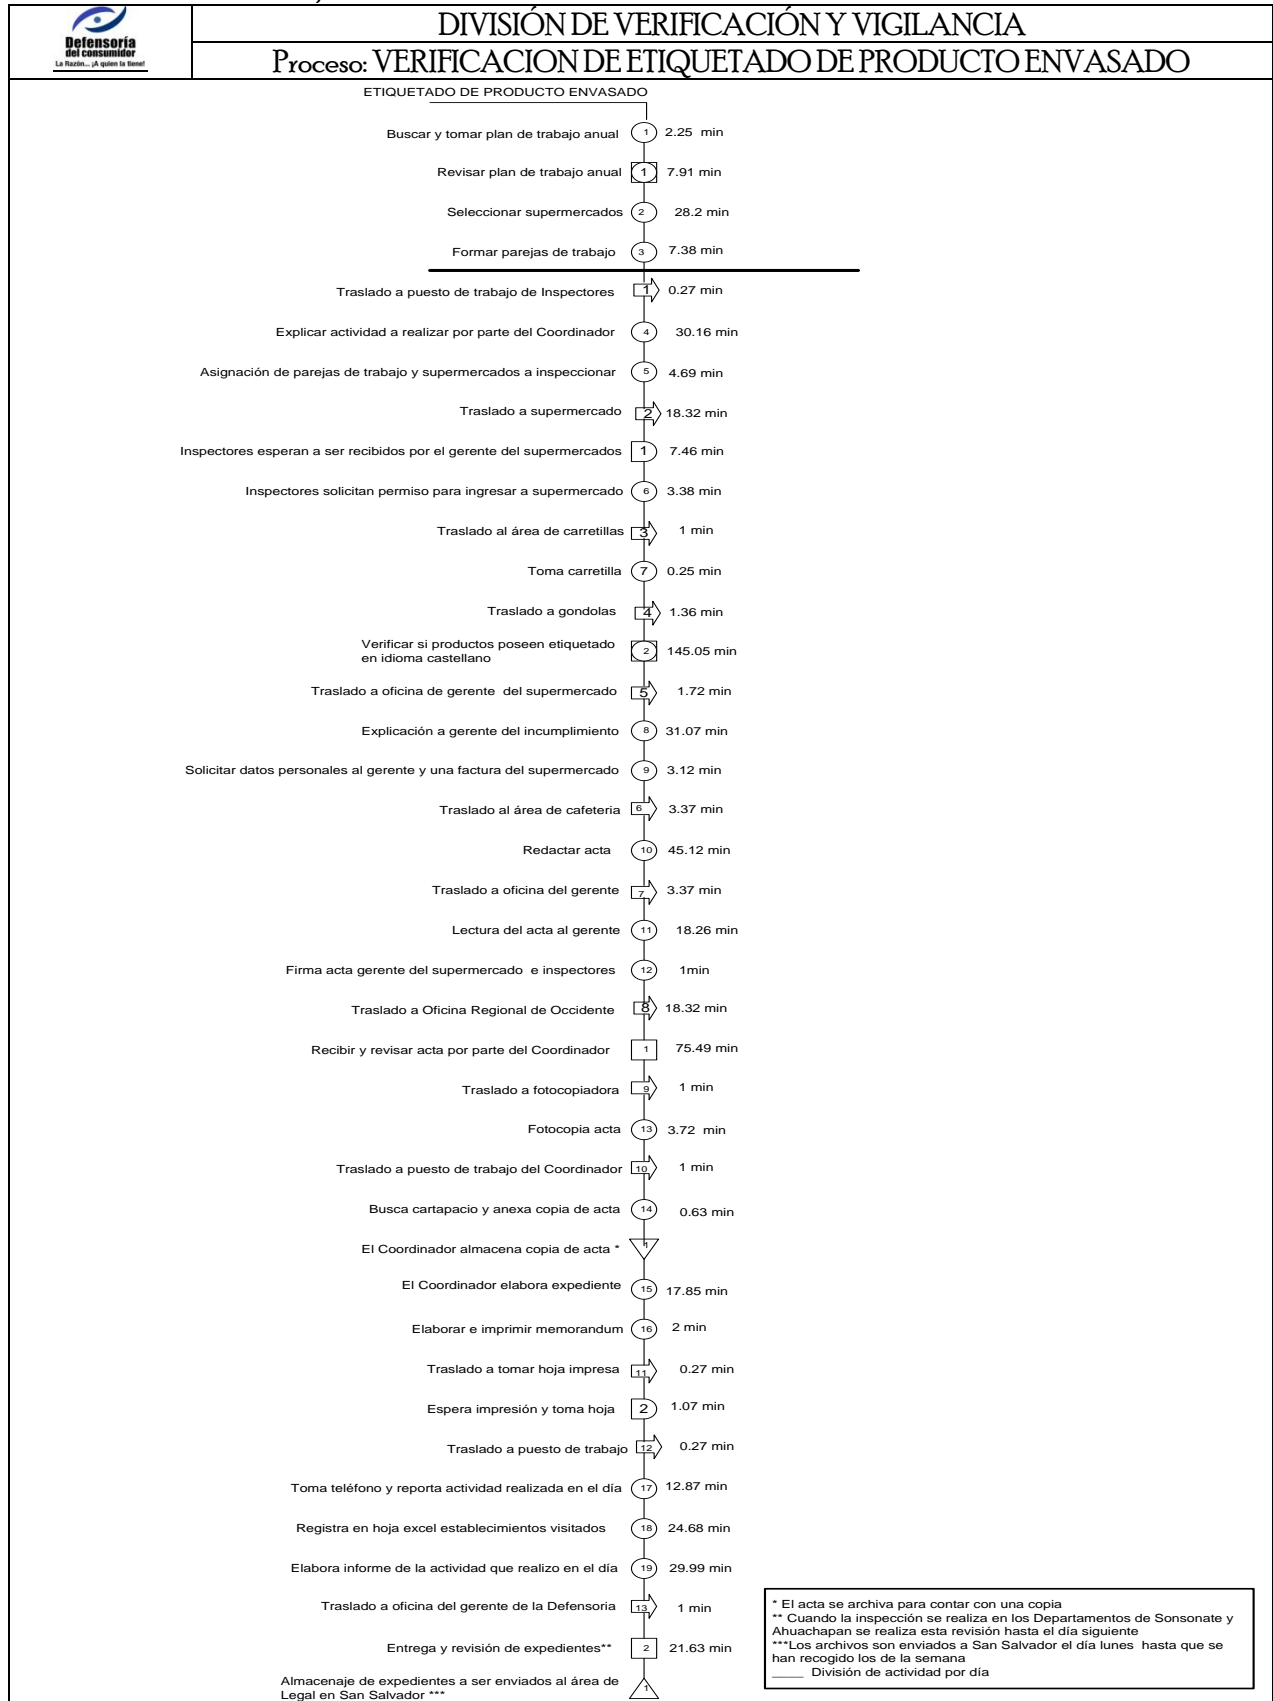 Defensoría
del consumidor
La Razón... ¡A quien la tiene!
DIVISIÓN DE VERIFICACIÓN Y VIGILANCIA
Proceso: VERIFICACION DE ETIQUETADO DE PRODUCTO ENVASADO
ETIQUETADO DE PRODUCTO ENVASADO
Buscar y tomar plan de trabajo anual 1 2.25 min
Revisar plan de trabajo anual 1 7.91 min
Seleccionar supermercados 2 28.2 min
Formar parejas de trabajo 3 7.38 min
Traslado a puesto de trabajo de Inspectores 1 0.27 min
Explicar actividad a realizar por parte del Coordinador 4 30.16 min
Asignación de parejas de trabajo y supermercados a inspeccionar 5 4.69 min
Traslado a supermercado 2 18.32 min
Inspectores esperan a ser recibidos por el gerente del supermercados 1 7.46 min
Inspectores solicitan permiso para ingresar a supermercado 6 3.38 min
Traslado al área de carretillas 3 1 min
Toma carretilla 7 0.25 min
Traslado a gondolas 4 1.36 min
Verificar si productos poseen etiquetado
en idioma castellano 2 145.05 min
Traslado a oficina de gerente del supermercado 5 1.72 min
Explicación a gerente del incumplimiento 8 31.07 min
Solicitar datos personales al gerente y una factura del supermercado 9 3.12 min
Traslado al área de cafeteria 6 3.37 min
Redactar acta 10 45.12 min
Traslado a oficina del gerente 7 3.37 min
Lectura del acta al gerente 11 18.26 min
Firma acta gerente del supermercado e inspectores 12 1min
Traslado a Oficina Regional de Occidente 8 18.32 min
Recibir y revisar acta por parte del Coordinador 1 75.49 min
Traslado a fotocopiadora 9 1 min
Fotocopia acta 13 3.72 min
Traslado a puesto de trabajo del Coordinador 10 1 min
Busca cartapacio y anexa copia de acta 14 0.63 min
El Coordinador almacena copia de acta * 1
El Coordinador elabora expediente 15 17.85 min
Elaborar e imprimir memorandum 16 2 min
Traslado a tomar hoja impresa 11 0.27 min
Espera impresión y toma hoja 2 1.07 min
Traslado a puesto de trabajo 12 0.27 min
Toma teléfono y reporta actividad realizada en el día 17 12.87 min
Registra en hoja excel establecimientos visitados 18 24.68 min
Elabora informe de la actividad que realizo en el día 19 29.99 min
Traslado a oficina del gerente de la Defensoria 13 1 min
Entrega y revisión de expedientes** 2 21.63 min
Almacenaje de expedientes a ser enviados al área de
Legal en San Salvador *** 1
* El acta se archiva para contar con una copia
** Cuando la inspección se realiza en los Departamentos de Sonsonate y
Ahuachapan se realiza esta revisión hasta el día siguiente
***Los archivos son enviados a San Salvador el día lunes hasta que se
han recogido los de la semana
____ División de actividad por día